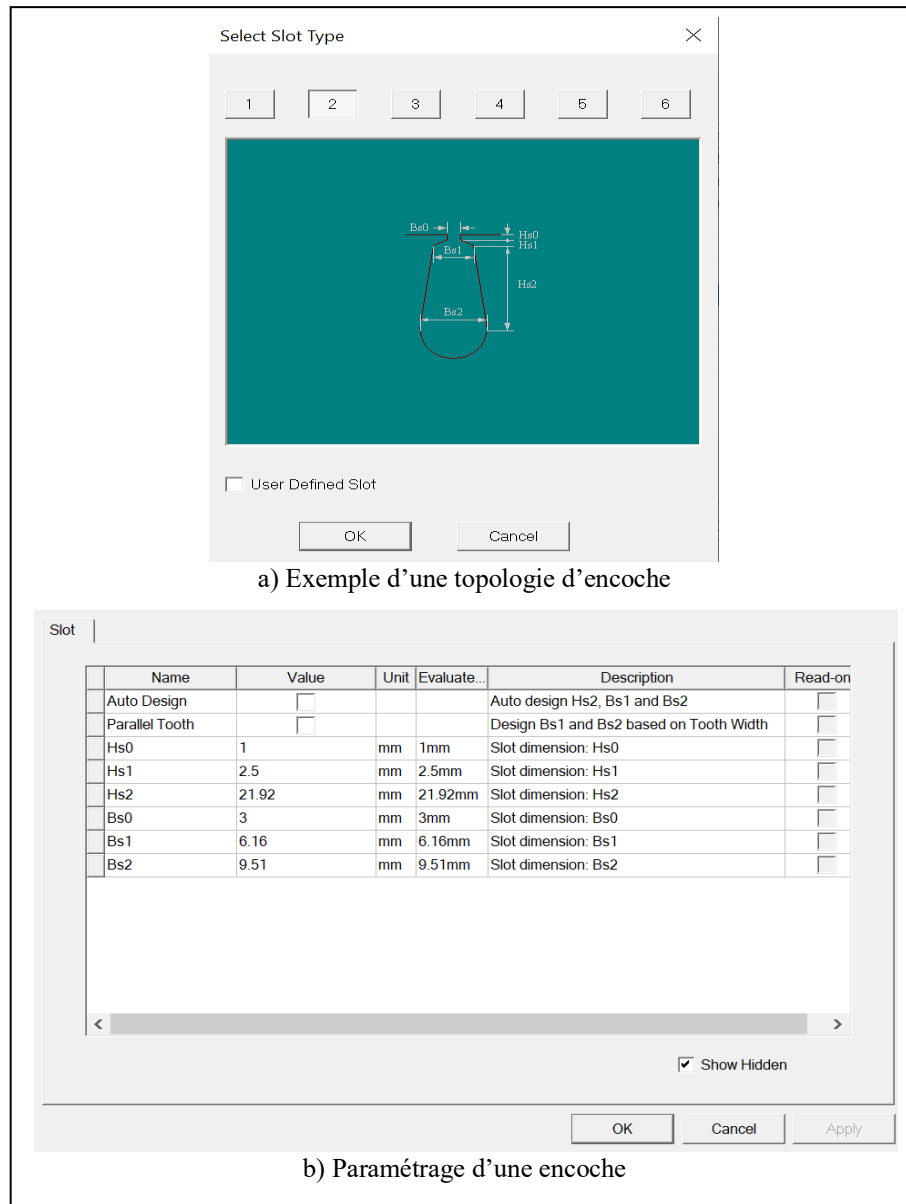 Select Slot Type
1 2 3 4 5 6
Bs0 Hs0
Hs1
Bs1
Hs2
Bs2
User Defined Slot
OK Cancel
a) Exemple d’une topologie d’encoche
Slot
Name Value Unit Evaluate... Description Read-on
Auto Design Auto design Hs2, Bs1 and Bs2
Parallel Tooth Design Bs1 and Bs2 based on Tooth Width
Hs0 1 mm 1mm Slot dimension: Hs0
Hs1 2.5 mm 2.5mm Slot dimension: Hs1
Hs2 21.92 mm 21.92mm Slot dimension: Hs2
Bs0 3 mm 3mm Slot dimension: Bs0
Bs1 6.16 mm 6.16mm Slot dimension: Bs1
Bs2 9.51 mm 9.51mm Slot dimension: Bs2
Show Hidden
OK Cancel Apply
b) Paramétrage d’une encoche